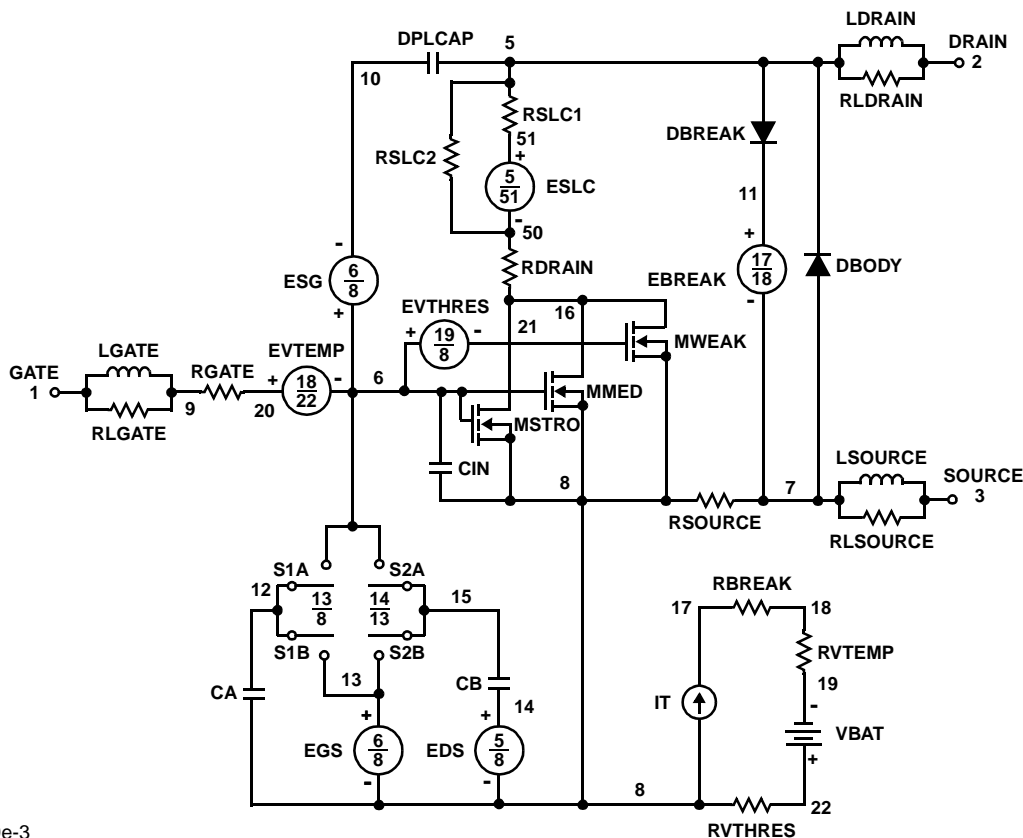 LDRAIN
DPLCAP 5 DRAIN
10 2
RSLC1 RLDRAIN
51 DBREAK
RSLC2 +
5
51 ESLC 11
-
50
- +
RDRAIN
ESG 6
8 EBREAK 17
18 DBODY
+ EVTHRES 16 -
+ 19
8 - 21 MWEAK
LGATE EVTEMP
GATE RGATE + 18
22 - 6 MMED
1 9 20
RLGATE MSTRO
CIN LSOURCE
8 7 SOURCE
3
RSOURCE
RLSOURCE
S1A S2A
12 13
8 14
13 15 RBREAK
17 18
S1B S2B
RVTEMP
13 CB 19
CA 14 IT -
+ +
EGS 6
8 EDS 5
8 VBAT
+
- - 8 22
RVTHRES
e-3